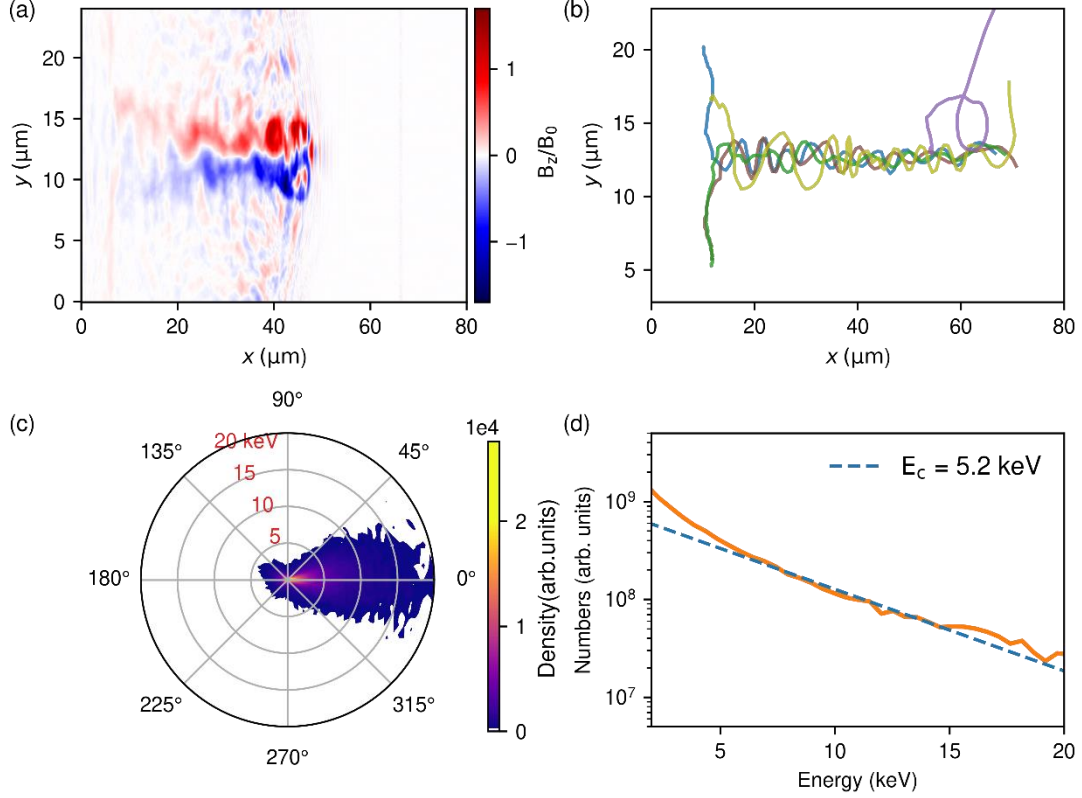 (a)
y (μm)
20
15
10
5
0
0
20
40
60
80
x (μm)
1
0
−1
B_z/B_0
(b)
y (μm)
20
15
10
5
0
20
40
60
80
x (μm)
(c)
90°
135°
45°
180°
0°
225°
315°
270°
20 keV
15
10
5
1e4
2
1
0
Density(arb.units)
(d)
E_c = 5.2 keV
Numbers (arb. units)
10^9
10^8
10^7
5
10
15
20
Energy (keV)